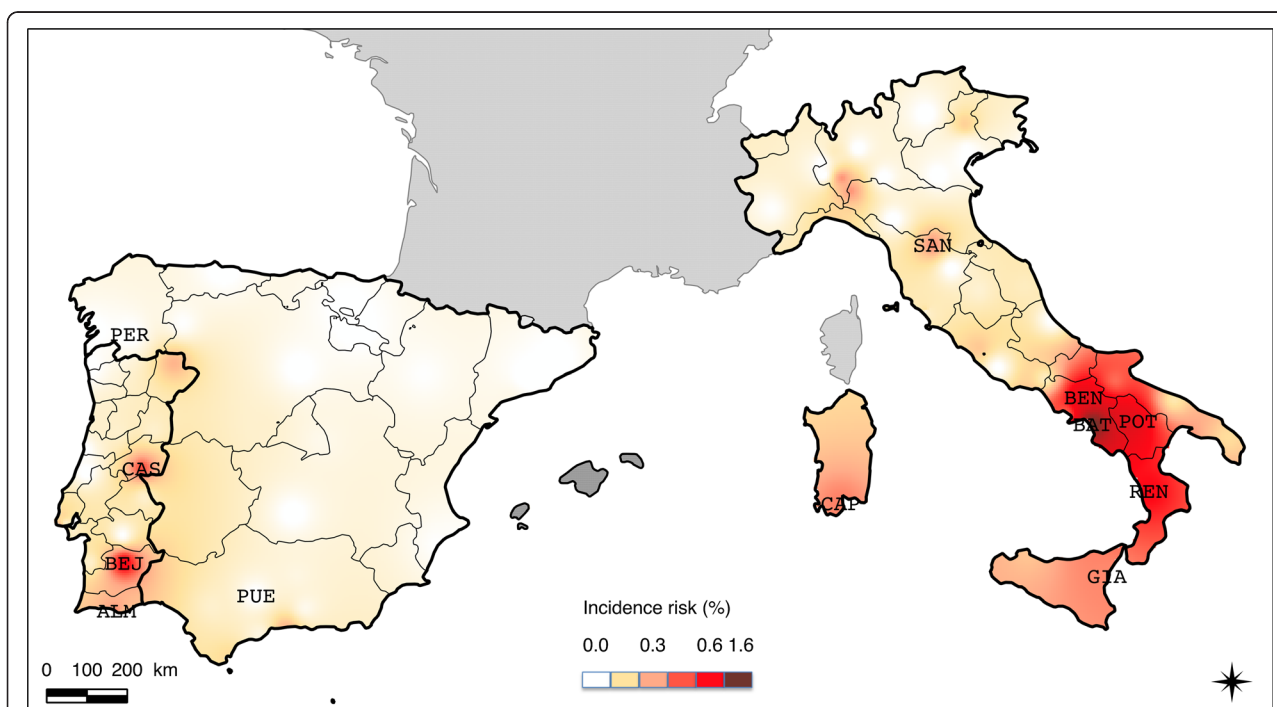 SAN
PER
BEN
BAT
POT
CAS
REN
CAP
BEJ
GIA
PUE
ALM
Incidence risk (%)
0.0 0.3 0.6 1.6
0 100 200 km